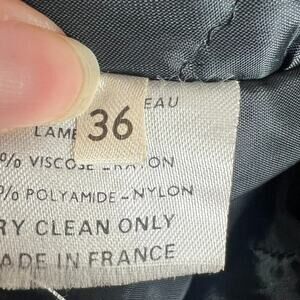 EAU
36
LAME
% VISCOSE-RAYON
% POLYAMIDE-NYLON
RY CLEAN ONLY
ADE IN FRANCE